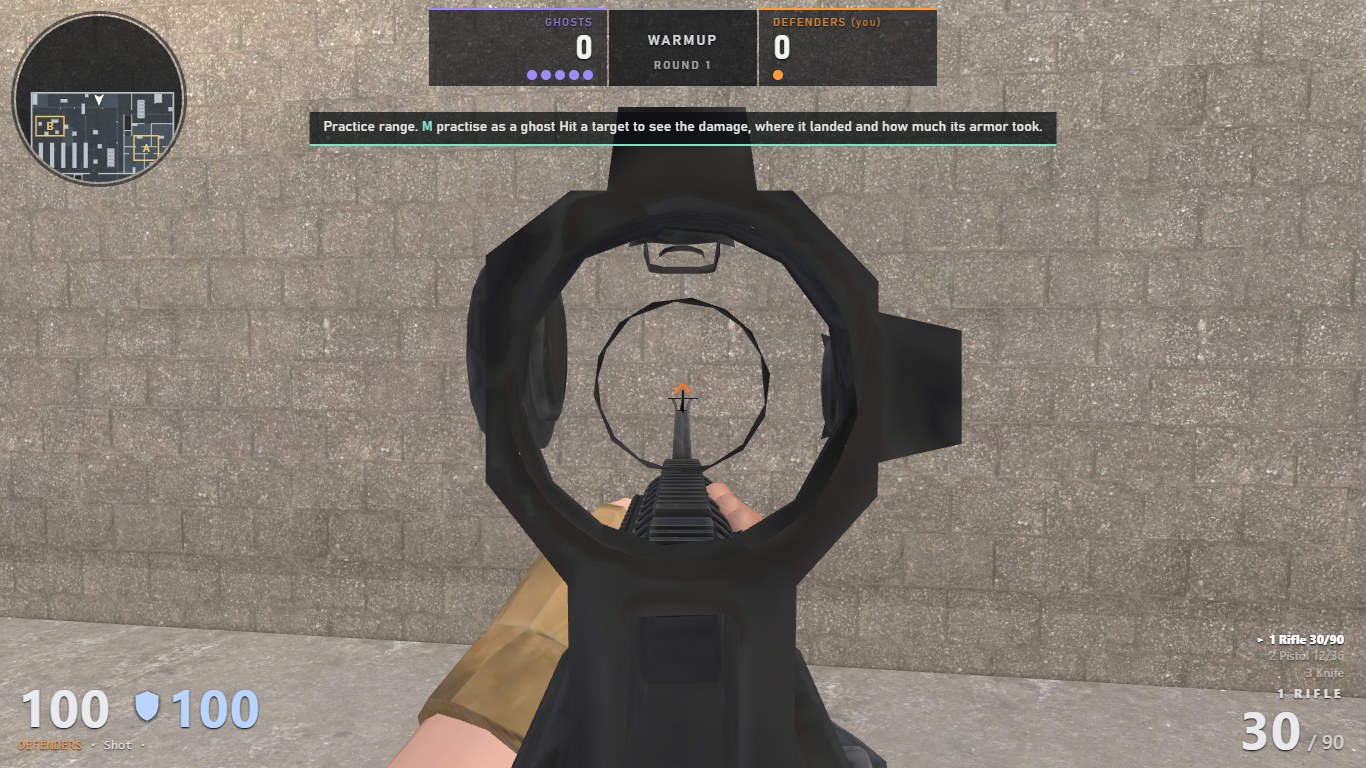 GHOSTS
0
WARMUP
ROUND 1
DEFENDERS (you)
0
Practice range. M practise as a ghost Hit a target to see the damage, where it landed and how much its armor took.
B
A
1 Rifle 30/90
2 Pistol 12/36
3 Knife
1 RIFLE
30 / 90
100 100
DEFENDERS · Shot ·